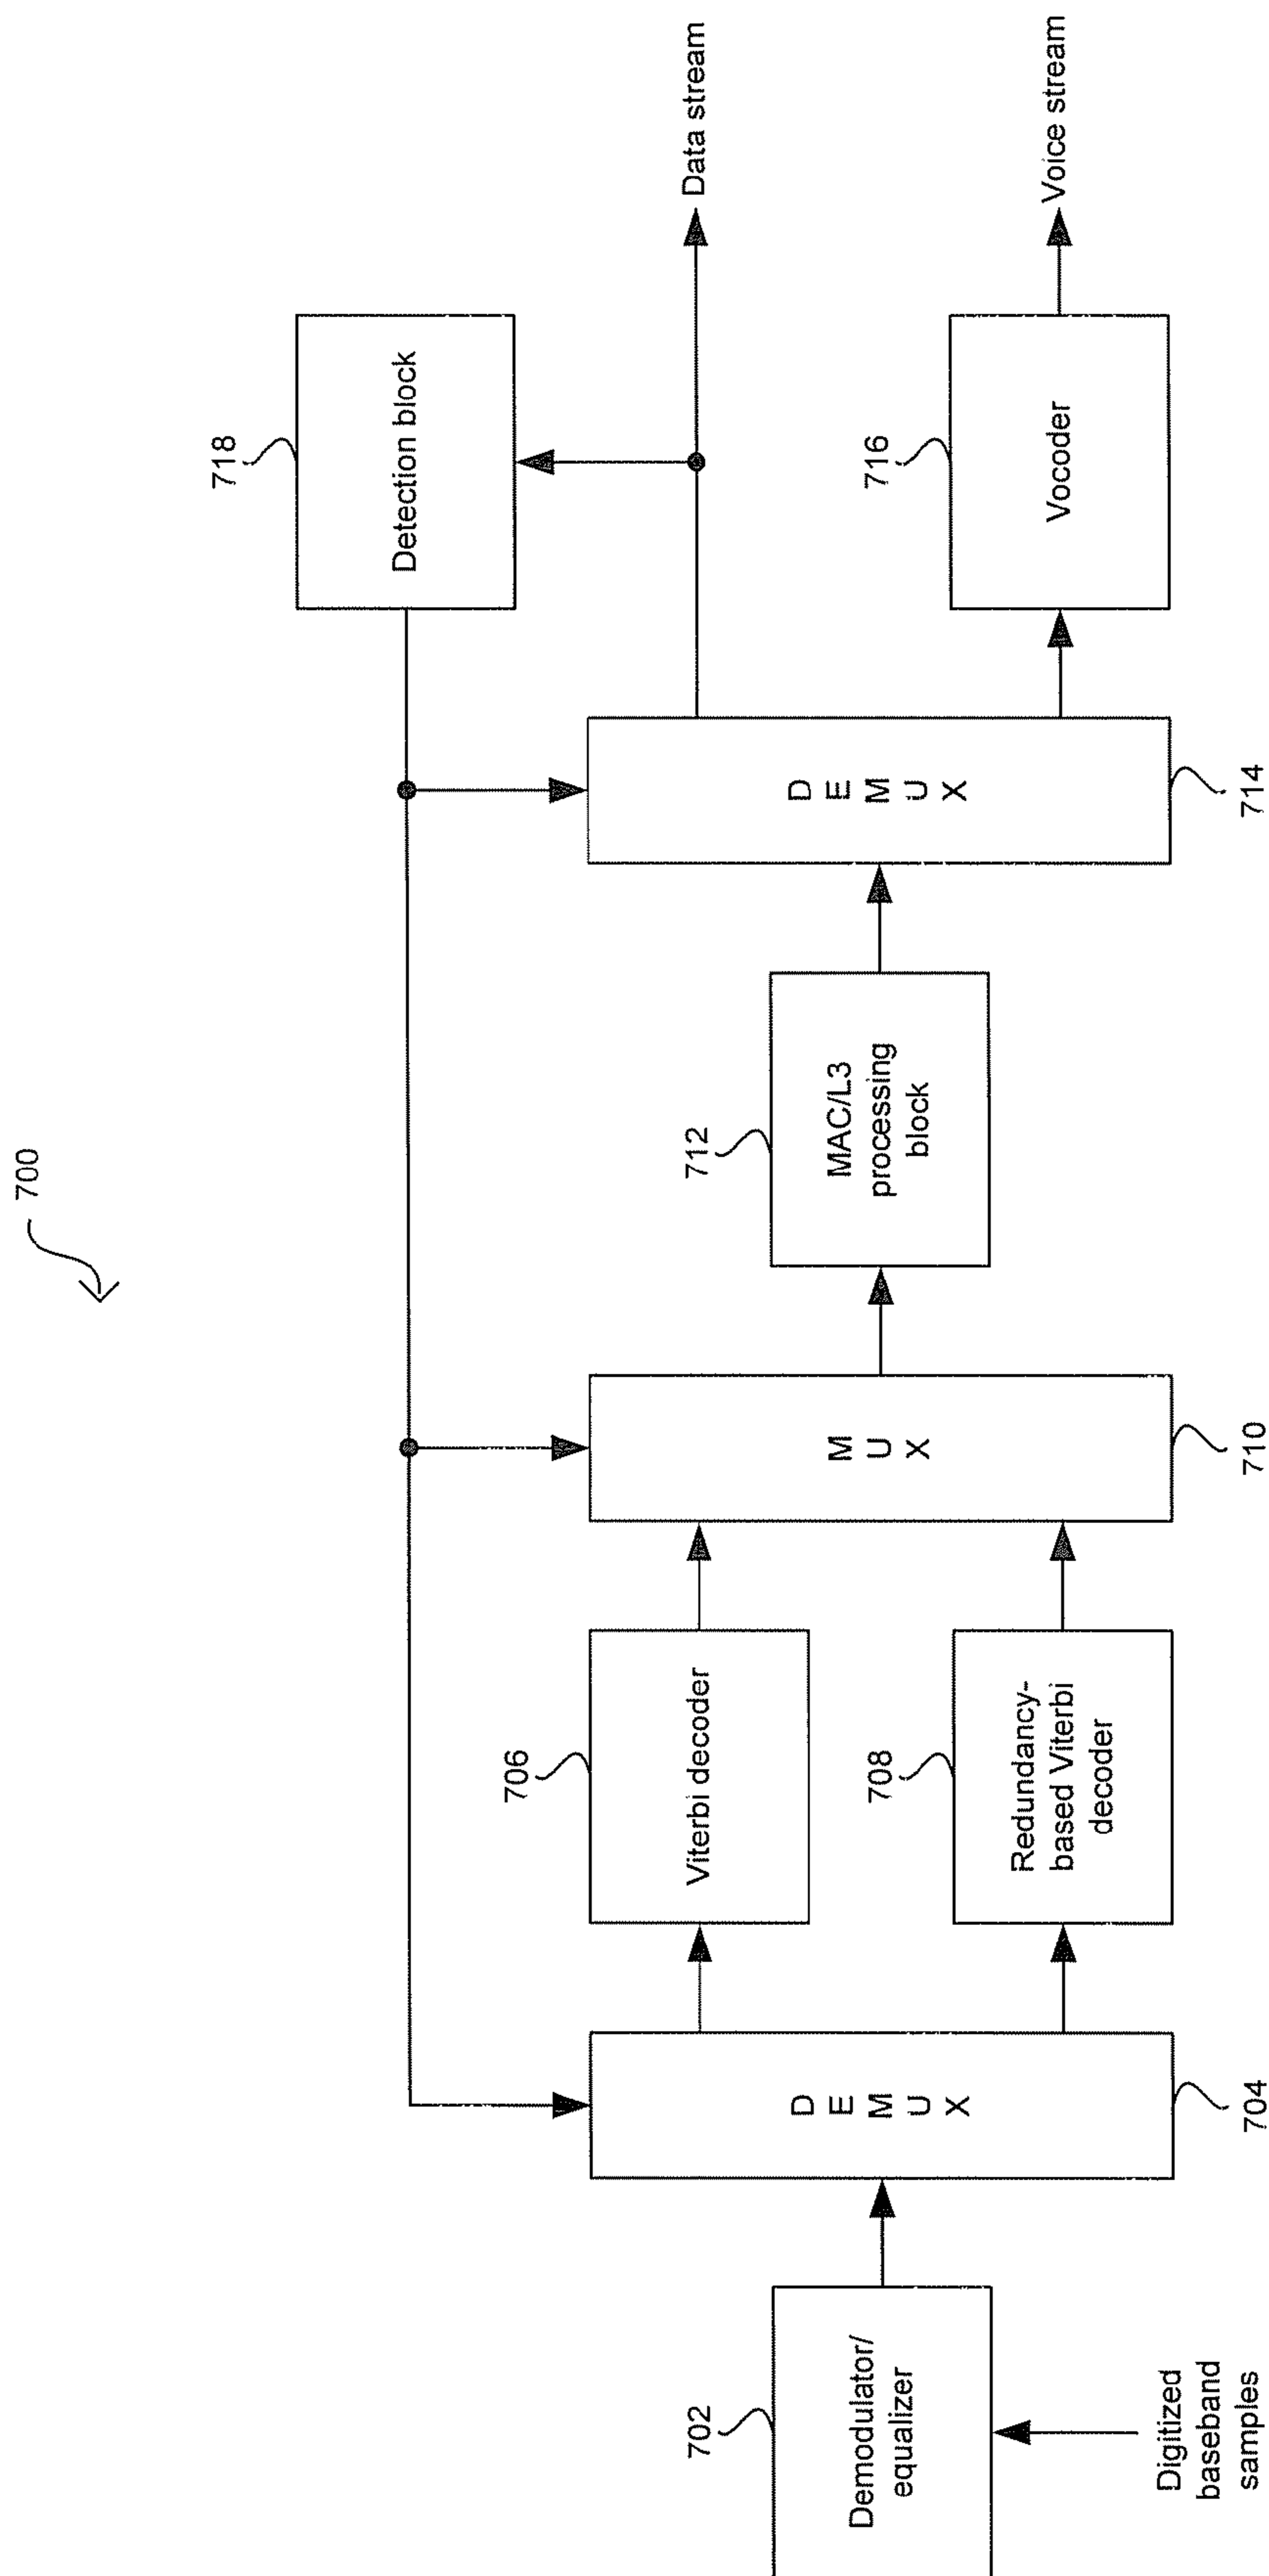 700
718
Detection block
Data stream
702
Demodulator/
equalizer
Digitized
baseband
samples
D
E
M
U
X
704
706
Viterbi decoder
708
Redundancy-
based Viterbi
decoder
M
U
X
710
712
MAC/L3
processing
block
D
E
M
U
X
714
716
Vocoder
Voice stream